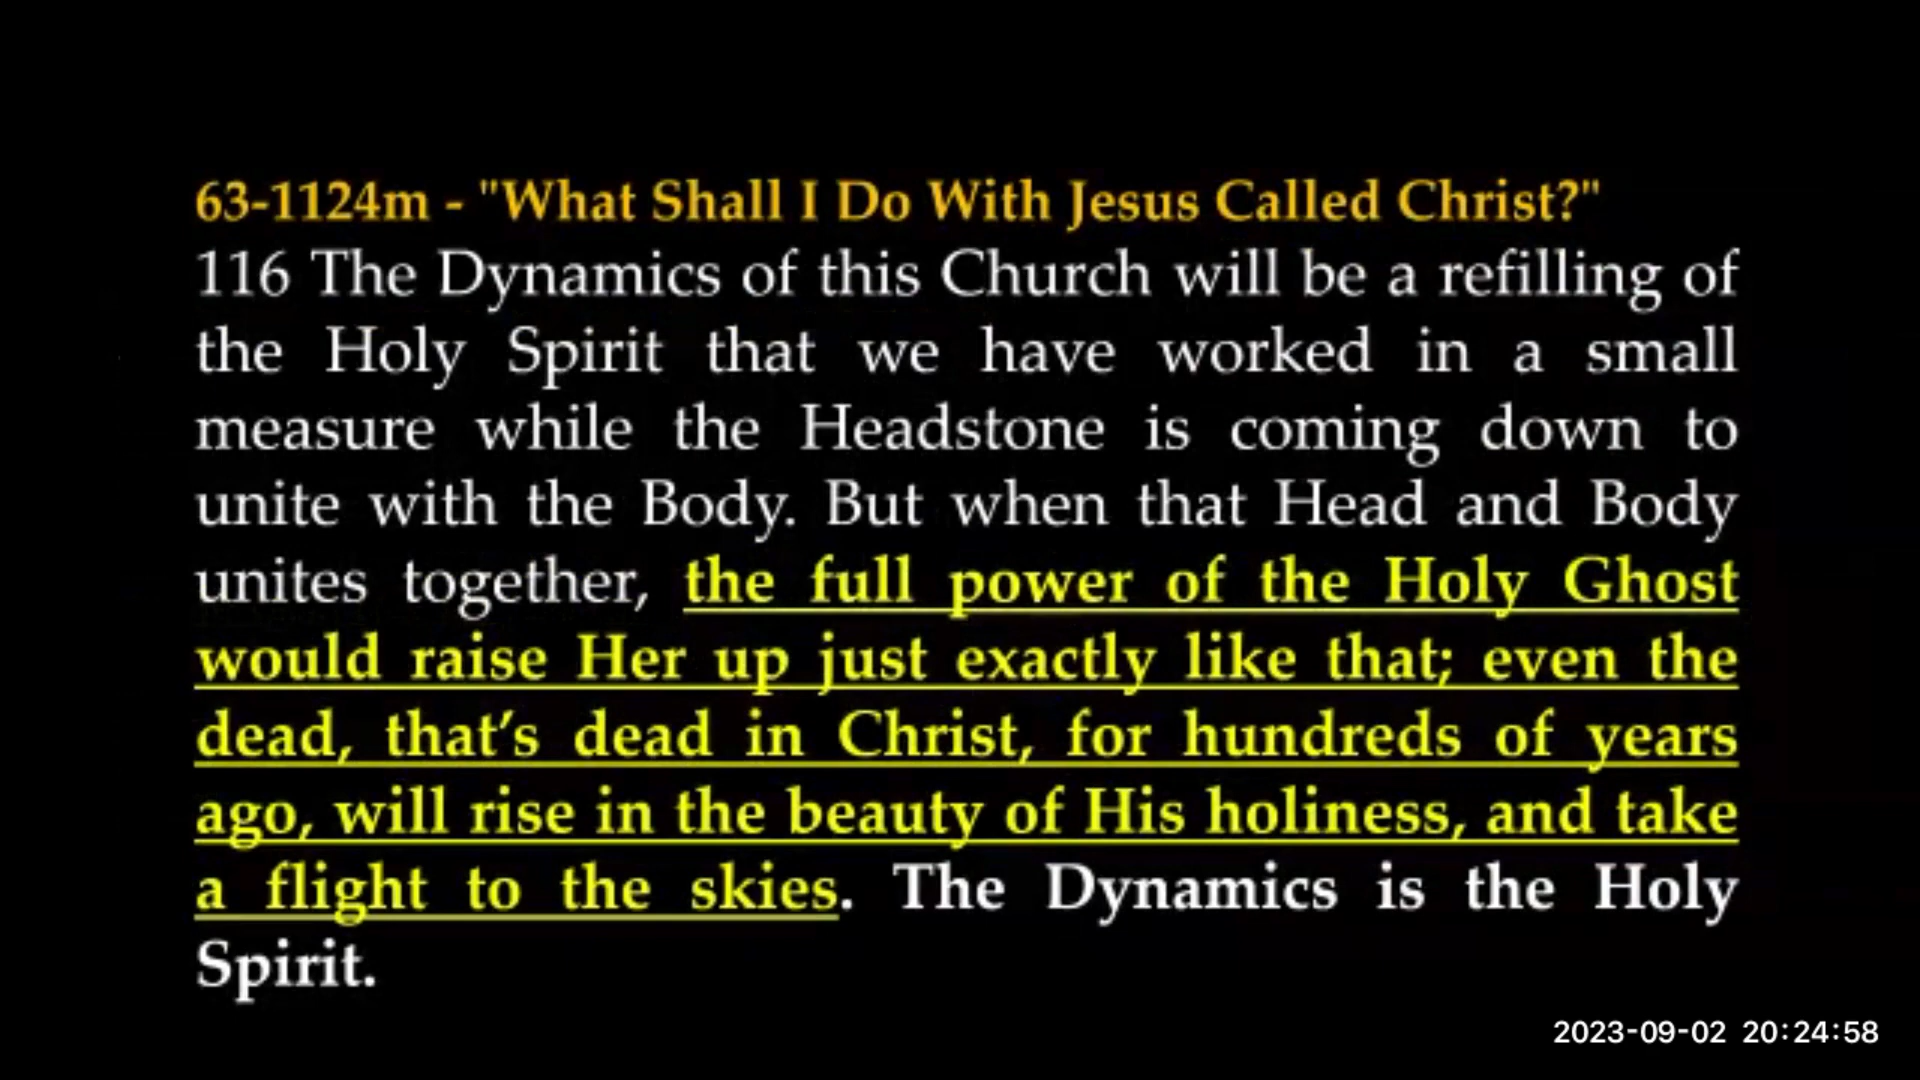 63-1124m - "What Shall I Do With Jesus Called Christ?"
116 The Dynamics of this Church will be a refilling of
the Holy Spirit that we have worked in a small
measure while the Headstone is coming down to
unite with the Body. But when that Head and Body
unites together, the full power of the Holy Ghost
would raise Her up just exactly like that; even the
dead, that’s dead in Christ, for hundreds of years
ago, will rise in the beauty of His holiness, and take
a flight to the skies. The Dynamics is the Holy
Spirit.
2023-09-02 20:24:58